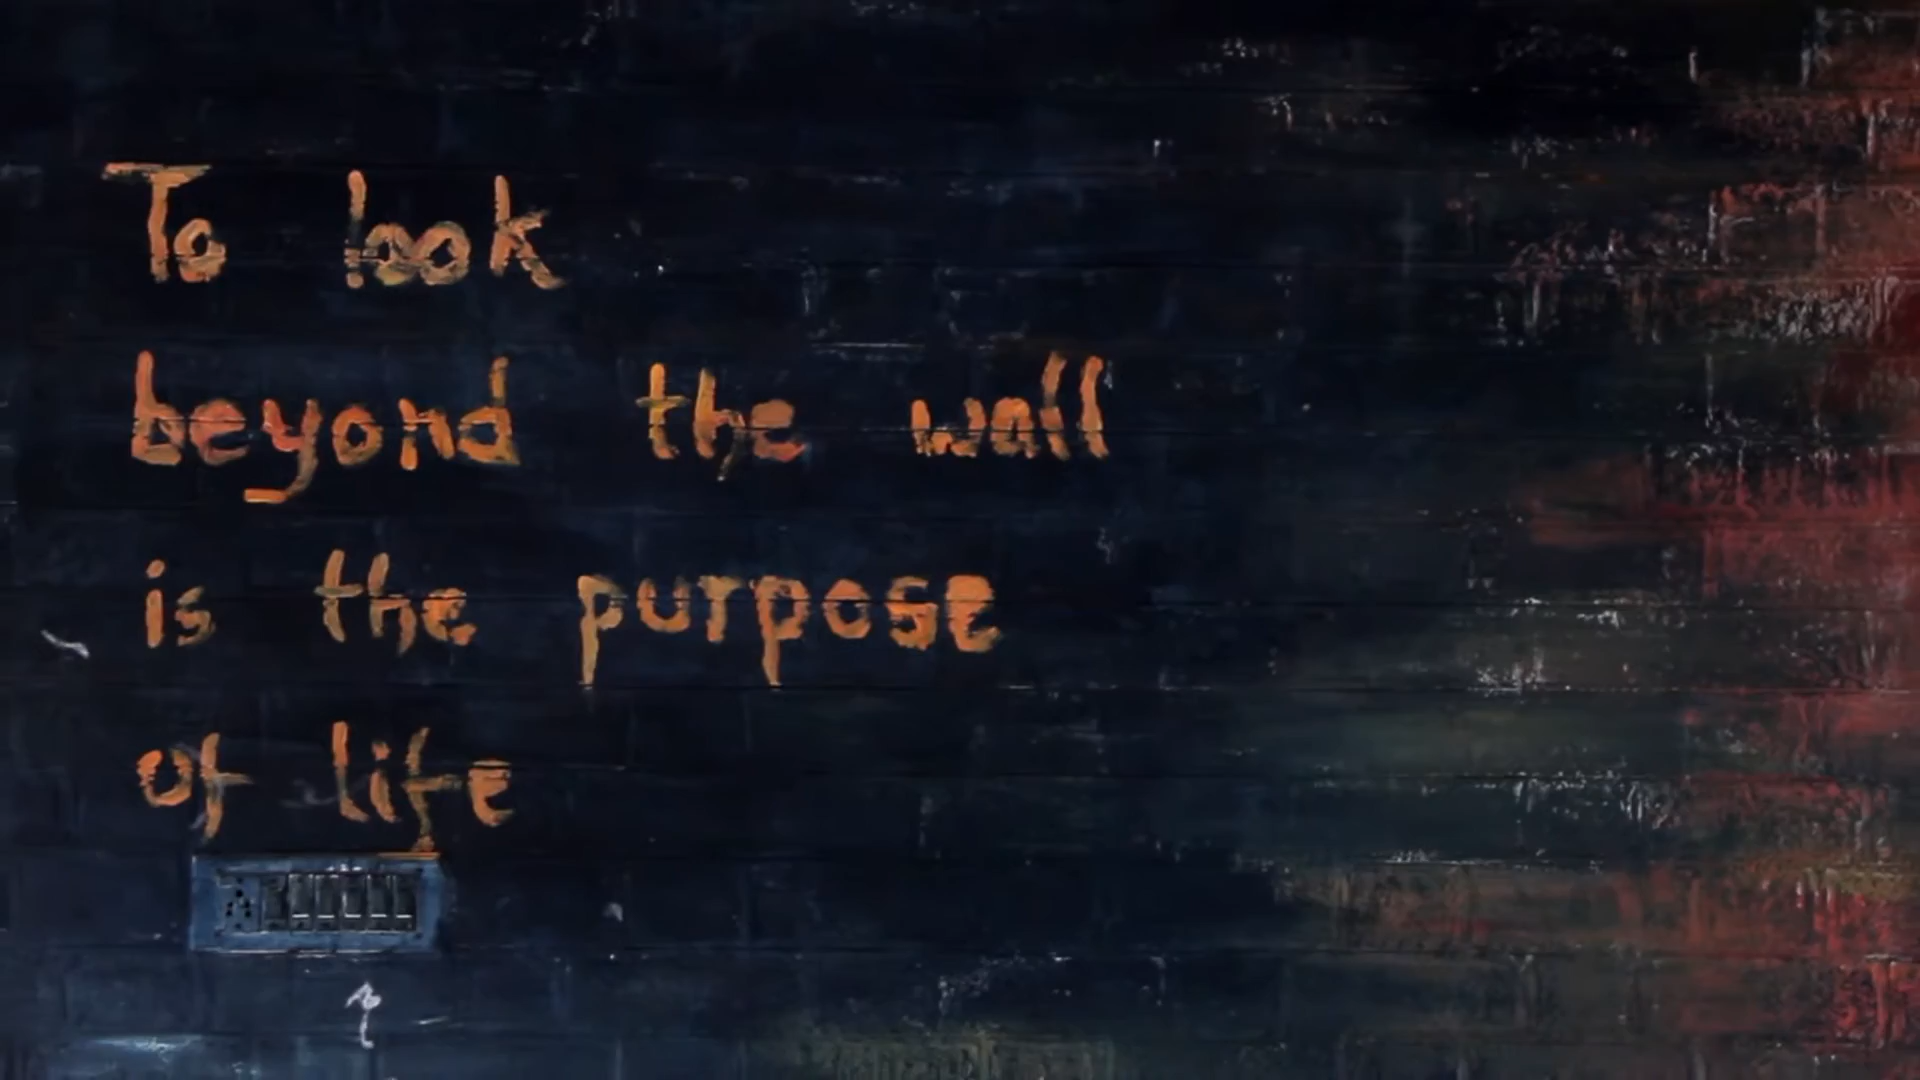 To look
beyond the wall
is the purpose
of life